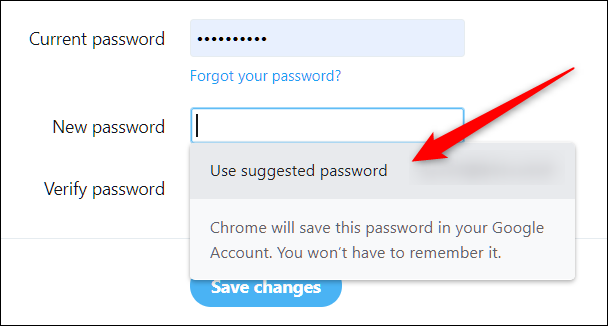 Current password ••••••••••
Forgot your password?
New password
Use suggested password
Verify password
Chrome will save this password in your Google
Account. You won’t have to remember it.
Save changes